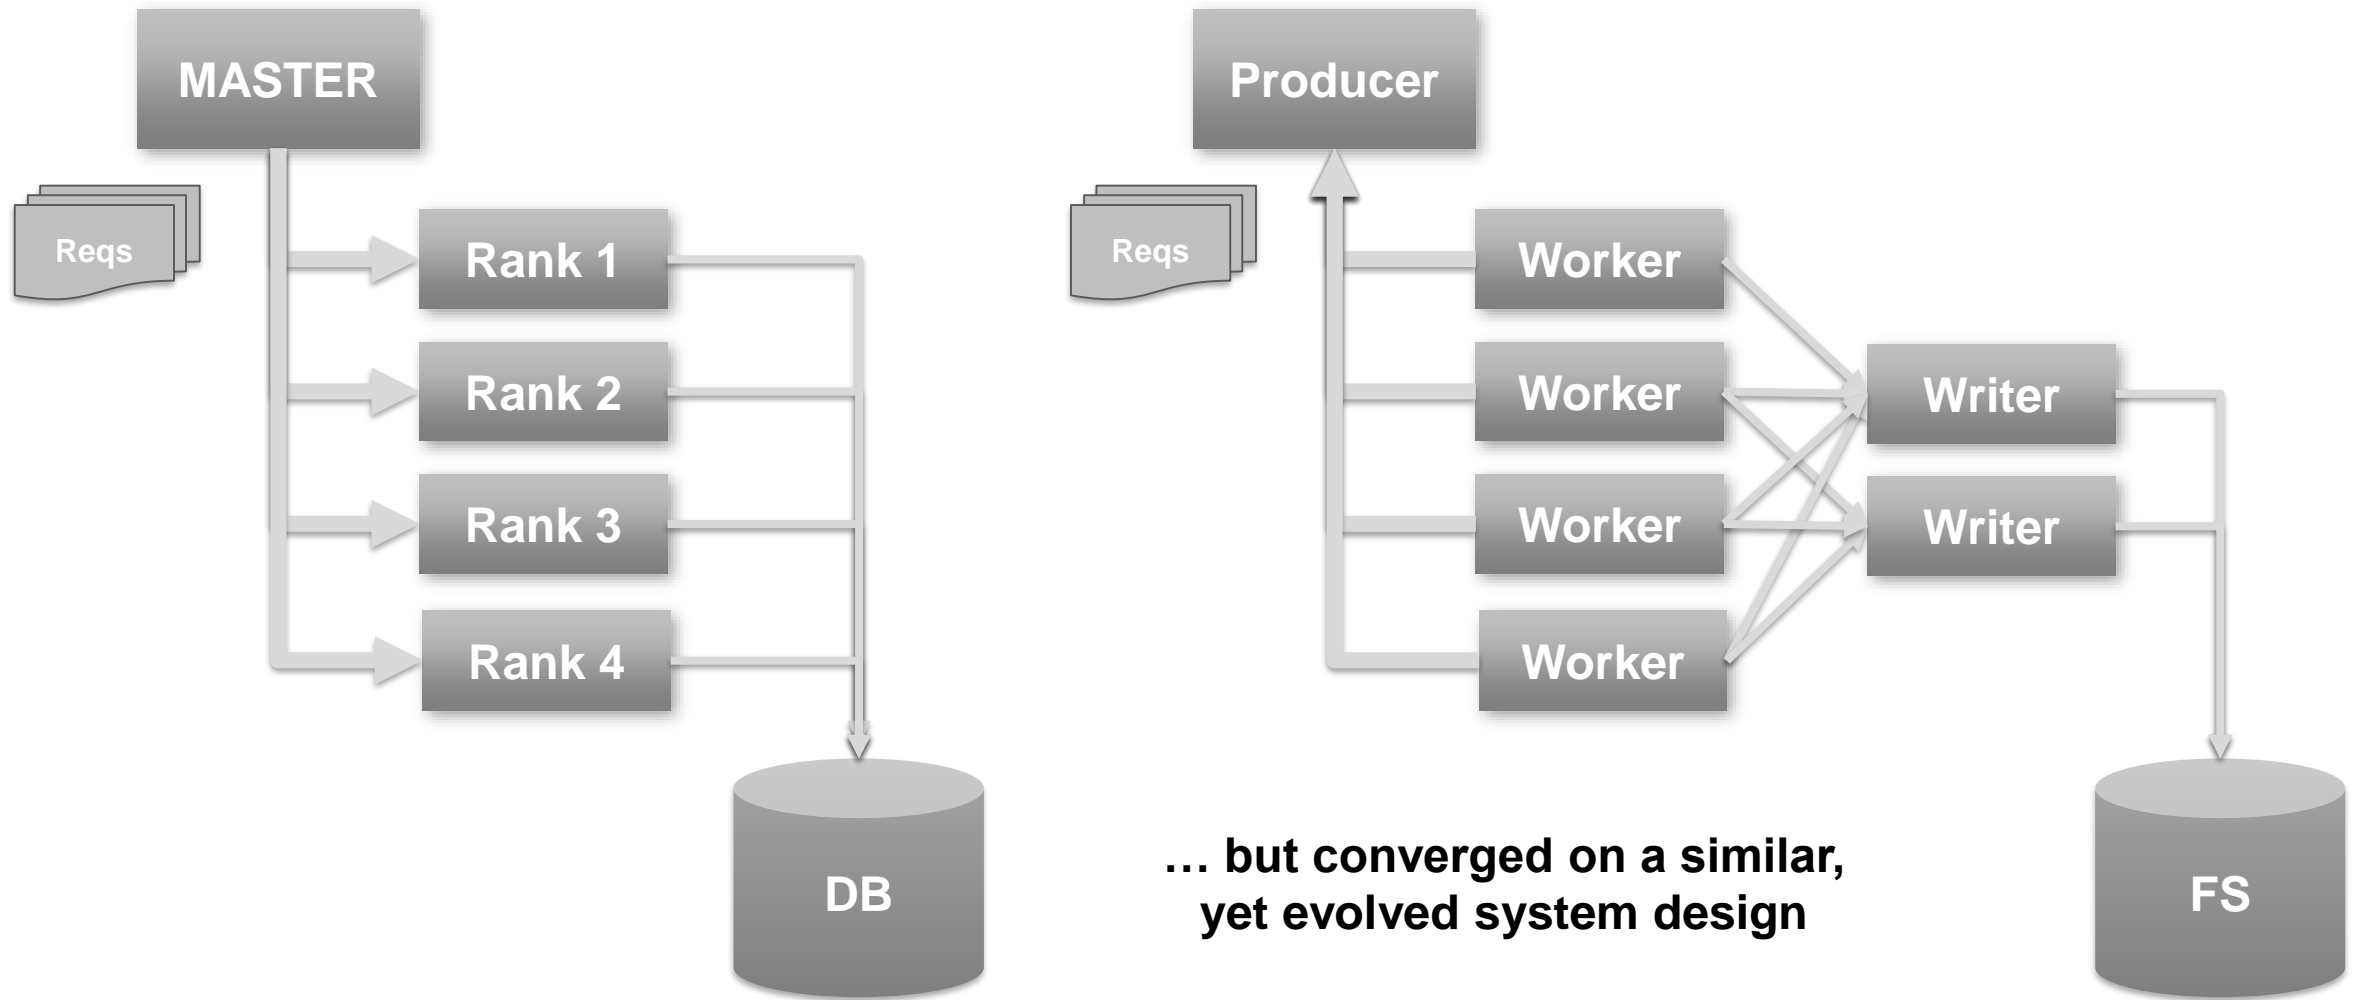 MASTER
Reqs
Rank 1
Rank 2
Rank 3
Rank 4
DB
Producer
Reqs
Worker
Worker
Worker
Worker
Writer
Writer
FS
… but converged on a similar,
yet evolved system design